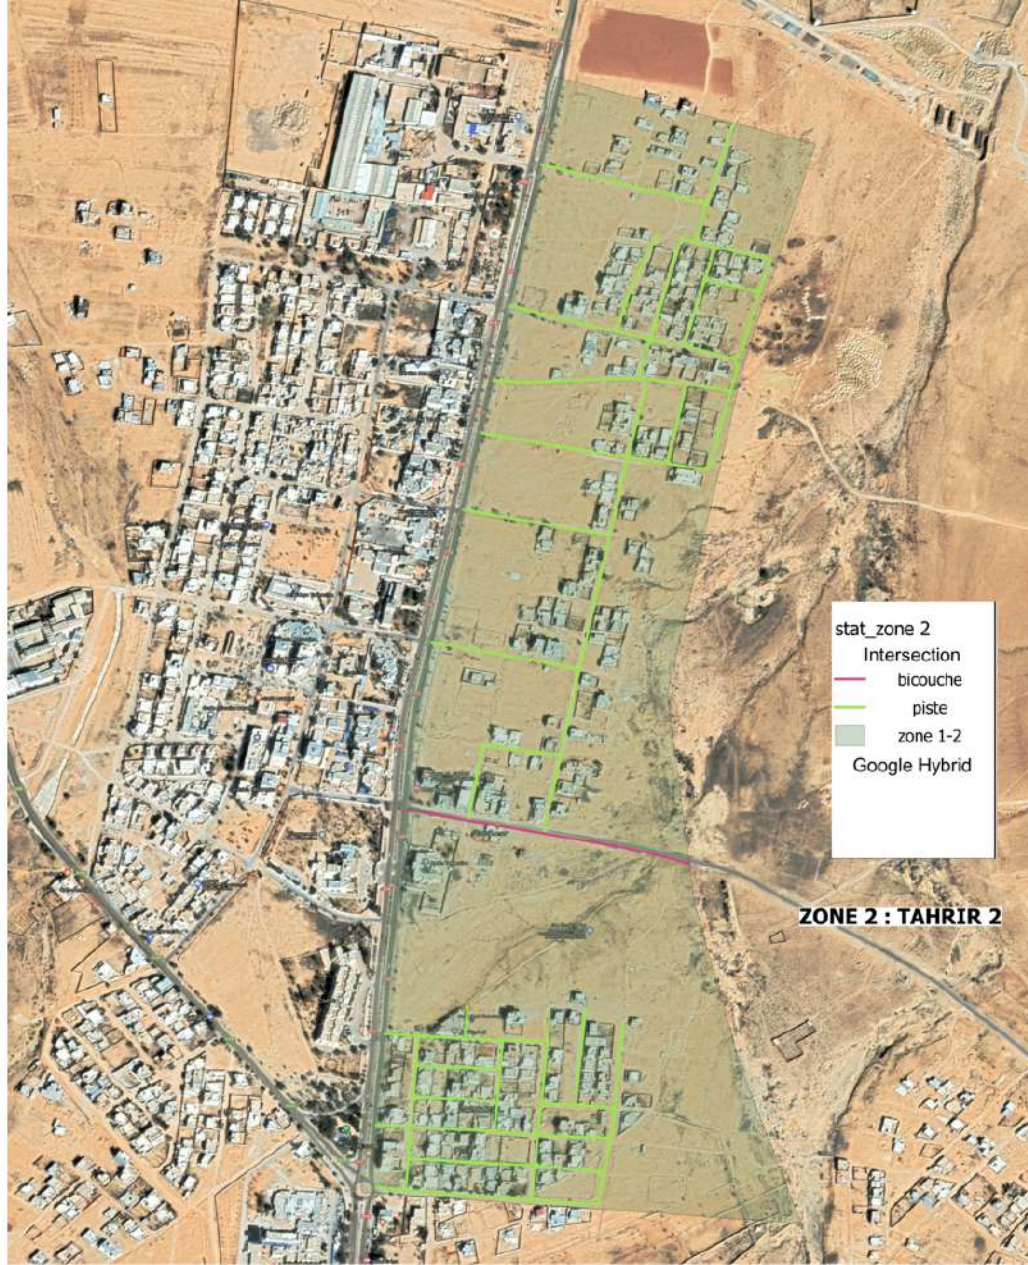 stat_zone 2
Intersection
bicouche
piste
zone 1-2
Google Hybrid
ZONE 2 : TAHRIR 2